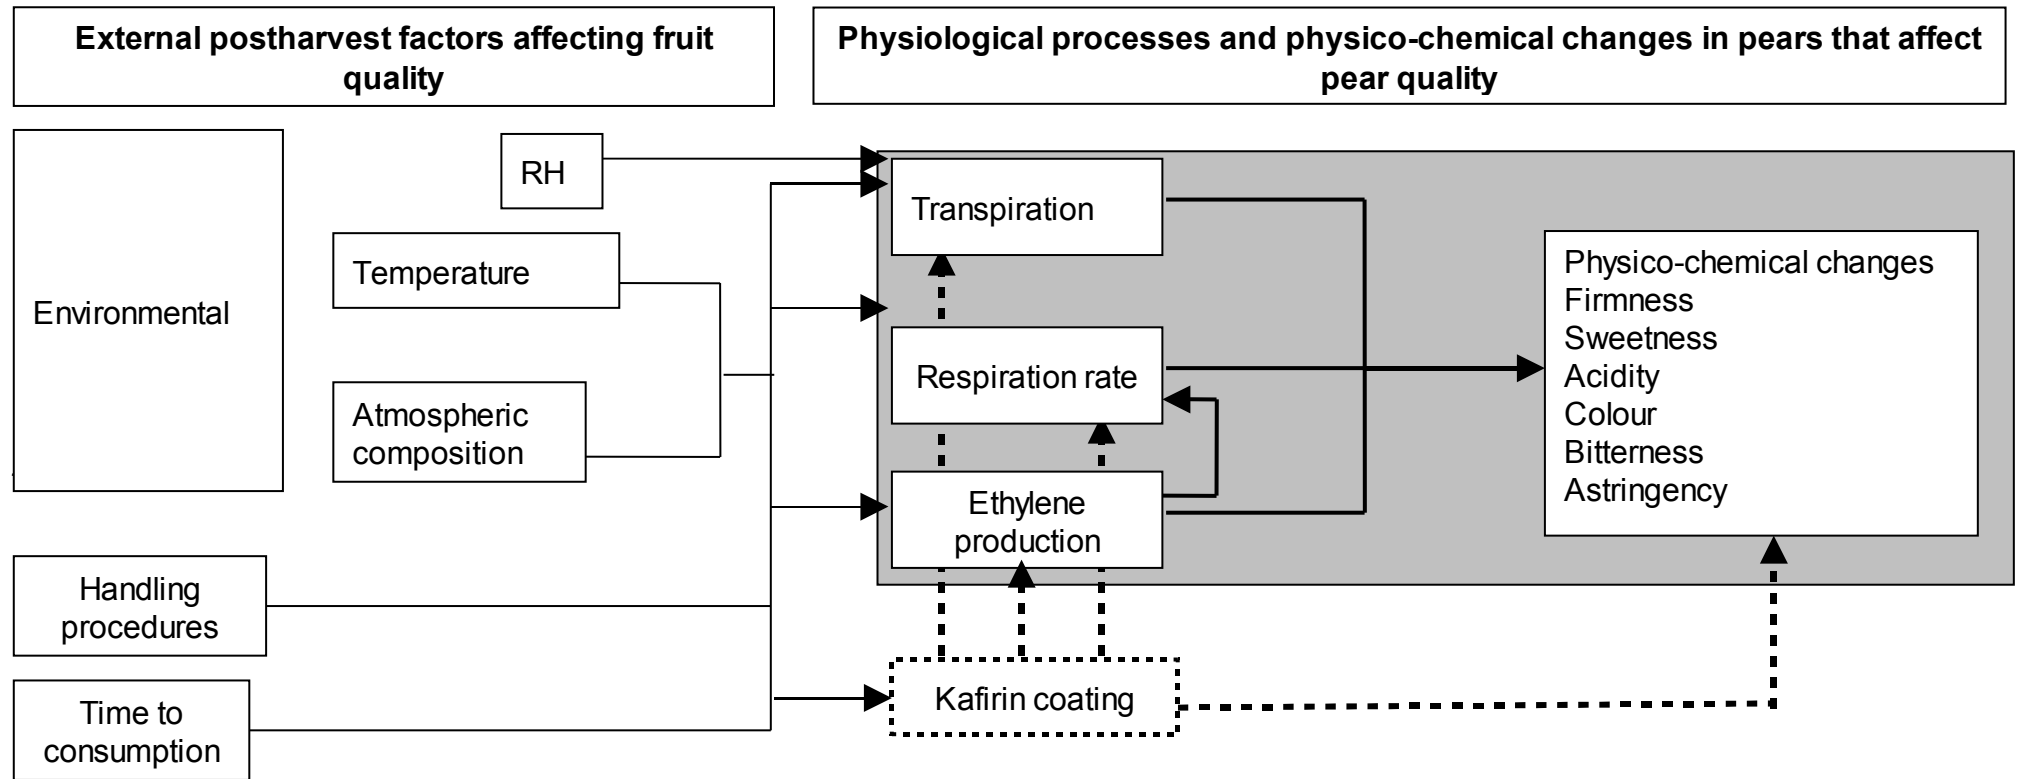 External postharvest factors affecting fruit
quality
Physiological processes and physico-chemical changes in pears that affect
pear quality
Environmental
RH
Temperature
Atmospheric
composition
Handling
procedures
Time to
consumption
Transpiration
Respiration rate
Ethylene
production
Kafirin coating
Physico-chemical changes
Firmness
Sweetness
Acidity
Colour
Bitterness
Astringency